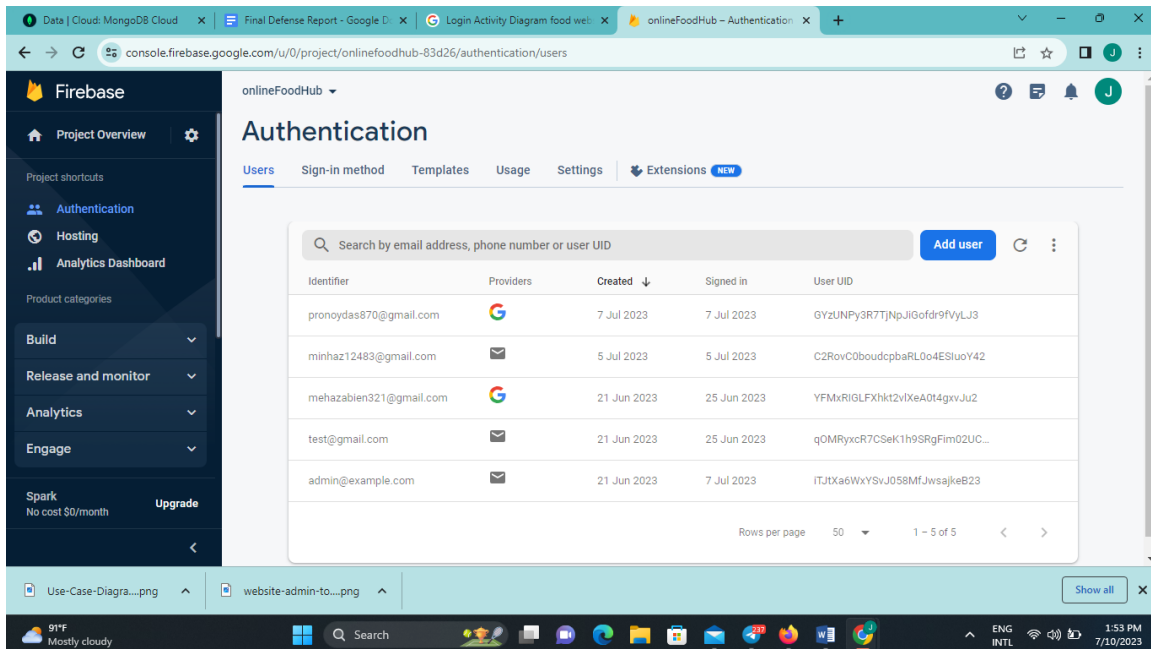 Data | Cloud: MongoDB Cloud
Final Defense Report - Google D
Login Activity Diagram food web
onlineFoodHub – Authentication
console.firebase.google.com/u/0/project/onlinefoodhub-83d26/authentication/users
J
Firebase
onlineFoodHub
J
Project Overview
Authentication
Users Sign-in method Templates Usage Settings Extensions NEW
Project shortcuts
Authentication
Hosting
Analytics Dashboard
Product categories
Build
Release and monitor
Analytics
Engage
Spark
No cost $0/month
Upgrade
Search by email address, phone number or user UID
Add user
Identifier Providers Created Signed in User UID
pronoydas870@gmail.com 7 Jul 2023 7 Jul 2023 GYzUNPy3R7TjNpJiGofdr9fVyLJ3
minhaz12483@gmail.com 5 Jul 2023 5 Jul 2023 C2RovC0boudcpbaRL0o4ESIuoY42
mehazabien321@gmail.com 21 Jun 2023 25 Jun 2023 YFMxRIGLFXhkt2vlXeA0t4gxvJu2
test@gmail.com 21 Jun 2023 25 Jun 2023 qOMRyxcR7CSeK1h9SRgFim02UC...
admin@example.com 21 Jun 2023 7 Jul 2023 iTJtXa6WxYSvJ058MfJwsajkeB23
Rows per page 50 1 – 5 of 5
Use-Case-Diagra....png
website-admin-to....png
Show all
91°F
Mostly cloudy
Search
237
ENG
INTL
1:53 PM
7/10/2023